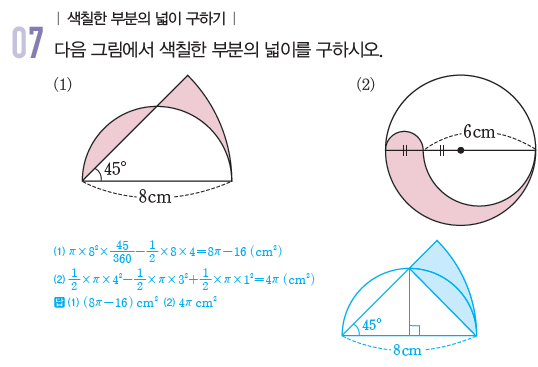 | 색칠한 부분의 넓이 구하기 |
07 다음 그림에서 색칠한 부분의 넓이를 구하시오.
(1)
45°
8cm
(2)
6cm
(1) π×8²×45/360-1/2×8×4=8π-16 (cm²)
(2) 1/2×π×4²-1/2×π×3²+1/2×π×1²=4π (cm²)
답 (1) (8π-16) cm² (2) 4π cm²
45°
8cm